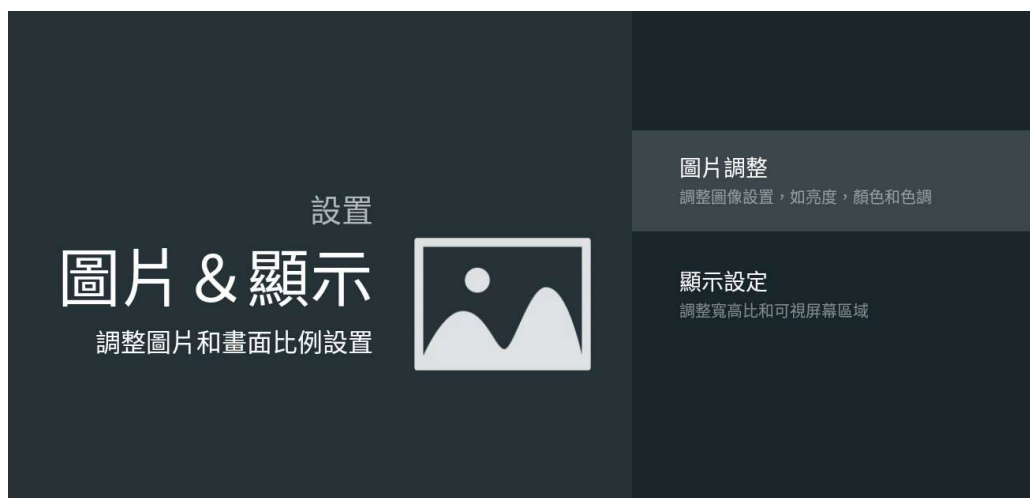 設置
圖片＆顯示
調整圖片和畫面比例設置
圖片調整
調整圖像設置，如亮度，顏色和色調
顯示設定
調整寬高比和可視屏幕區域